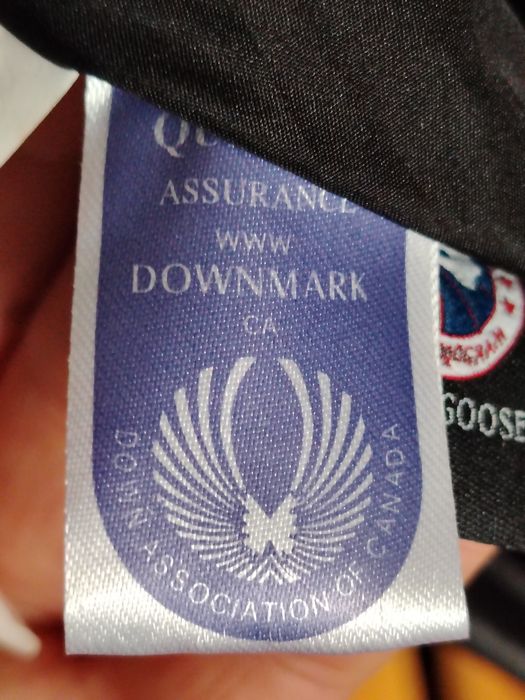 ASSURANCE
WWW
DOWNMARK
CA
DOWN ASSOCIATION OF CANADA
GOOSE